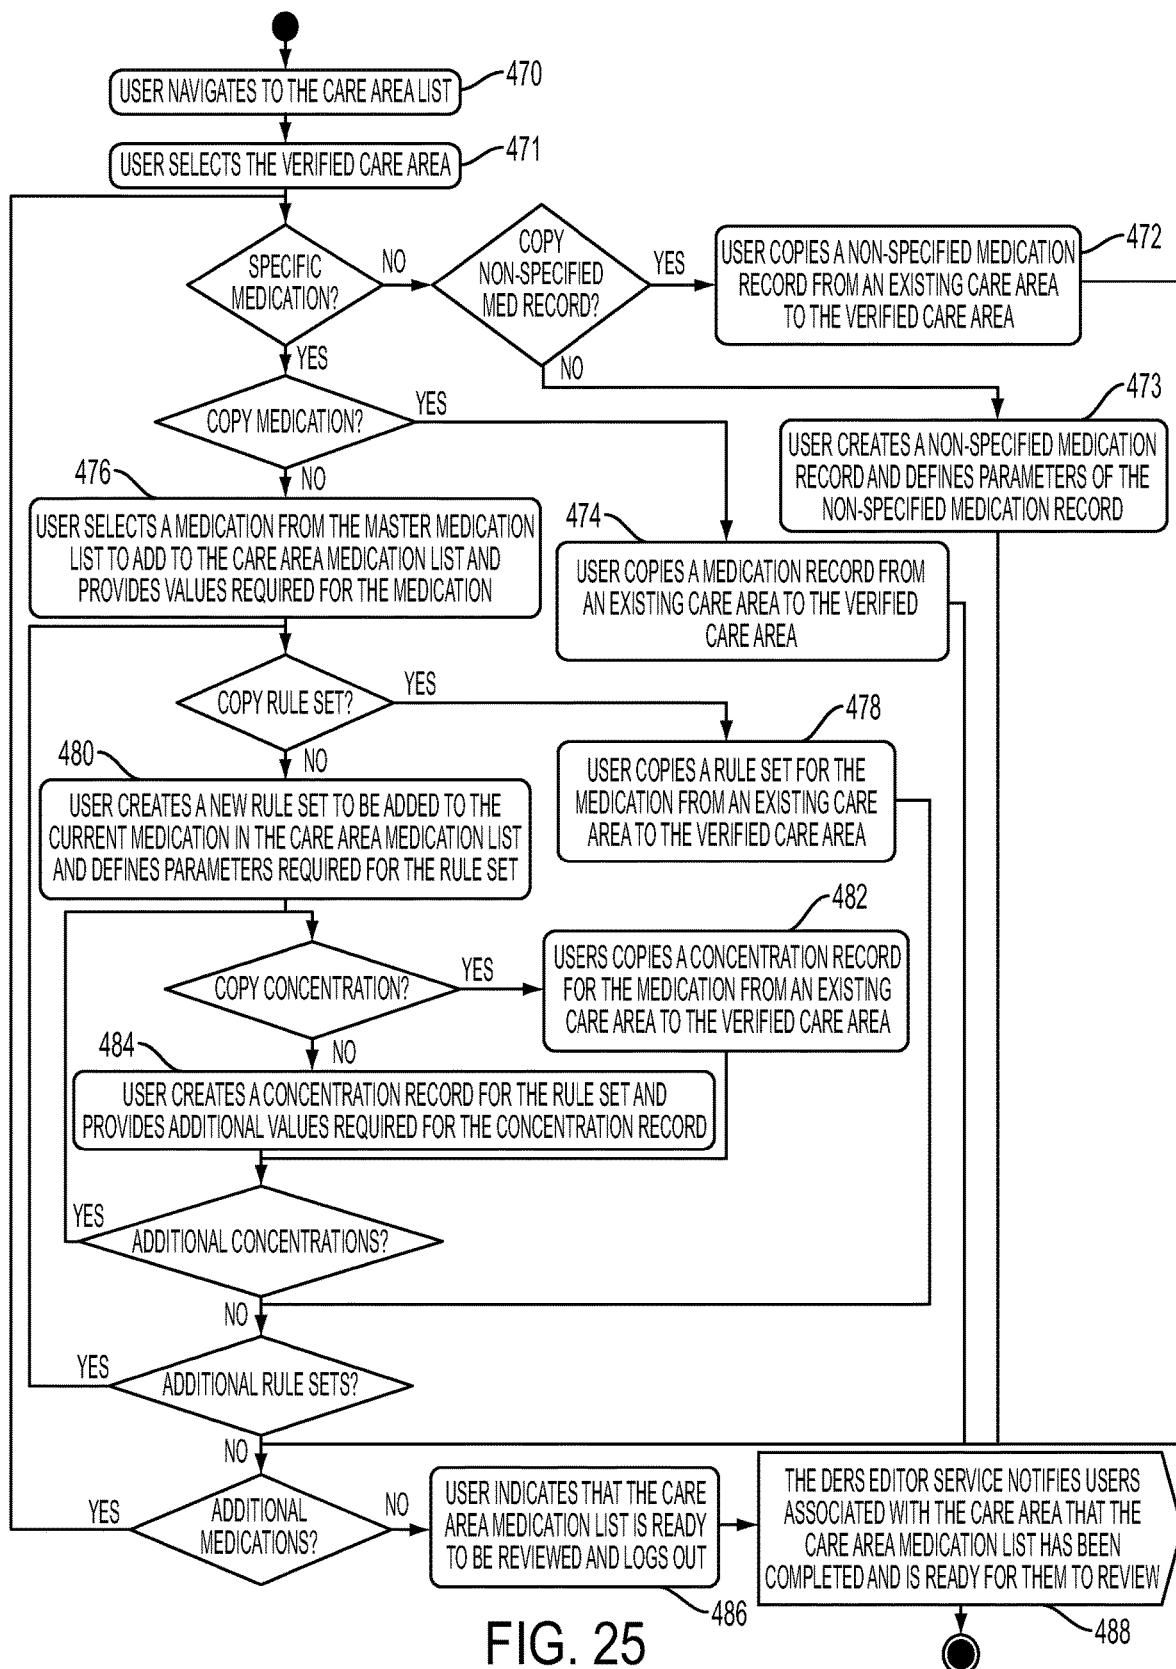 470
USER NAVIGATES TO THE CARE AREA LIST
471
USER SELECTS THE VERIFIED CARE AREA
SPECIFIC
MEDICATION?
NO
COPY
NON-SPECIFIED
MED RECORD?
YES
472
USER COPIES A NON-SPECIFIED MEDICATION
RECORD FROM AN EXISTING CARE AREA
TO THE VERIFIED CARE AREA
YES
NO
473
USER CREATES A NON-SPECIFIED MEDICATION
RECORD AND DEFINES PARAMETERS OF THE
NON-SPECIFIED MEDICATION RECORD
COPY MEDICATION?
YES
NO
476
USER SELECTS A MEDICATION FROM THE MASTER MEDICATION
LIST TO ADD TO THE CARE AREA MEDICATION LIST AND
PROVIDES VALUES REQUIRED FOR THE MEDICATION
474
USER COPIES A MEDICATION RECORD FROM
AN EXISTING CARE AREA TO THE VERIFIED
CARE AREA
COPY RULE SET?
YES
NO
478
USER COPIES A RULE SET FOR THE
MEDICATION FROM AN EXISTING CARE
AREA TO THE VERIFIED CARE AREA
480
USER CREATES A NEW RULE SET TO BE ADDED TO THE
CURRENT MEDICATION IN THE CARE AREA MEDICATION LIST
AND DEFINES PARAMETERS REQUIRED FOR THE RULE SET
COPY CONCENTRATION?
YES
NO
482
USERS COPIES A CONCENTRATION RECORD
FOR THE MEDICATION FROM AN EXISTING
CARE AREA TO THE VERIFIED CARE AREA
484
USER CREATES A CONCENTRATION RECORD FOR THE RULE SET AND
PROVIDES ADDITIONAL VALUES REQUIRED FOR THE CONCENTRATION RECORD
YES
ADDITIONAL CONCENTRATIONS?
NO
YES
ADDITIONAL RULE SETS?
NO
YES
ADDITIONAL
MEDICATIONS?
NO
USER INDICATES THAT THE CARE
AREA MEDICATION LIST IS READY
TO BE REVIEWED AND LOGS OUT
486
THE DERS EDITOR SERVICE NOTIFIES USERS
ASSOCIATED WITH THE CARE AREA THAT THE
CARE AREA MEDICATION LIST HAS BEEN
COMPLETED AND IS READY FOR THEM TO REVIEW
488
FIG. 25